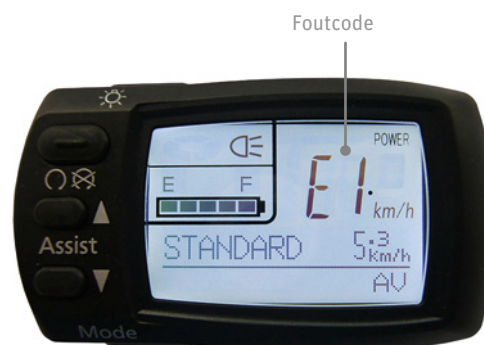 Foutcode
POWER
E1.
km/h
E F
STANDARD 5.3 km/h
AV
Assist
Mode